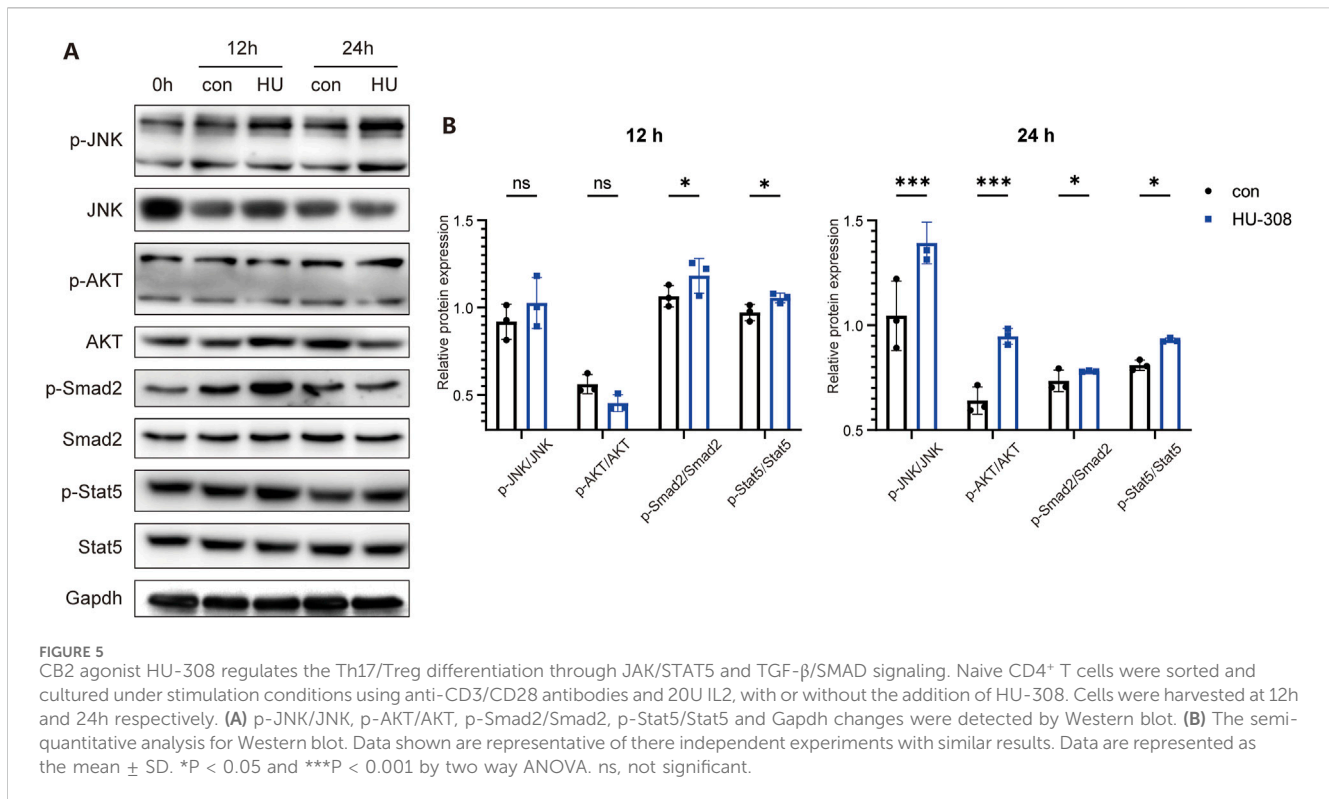 A
12h 24h
0h con HU con HU
p-JNK
JNK
p-AKT
AKT
p-Smad2
Smad2
p-Stat5
Stat5
Gapdh
B
12 h
ns ns * *
Relative protein expression
1.5
1.0
0.5
p-JNK/JNK
p-AKT/AKT
p-Smad2/Smad2
p-Stat5/Stat5
24h
*** *** * *
Relative protein expression
1.5
1.0
0.5
p-JNK/JNK
p-AKT/AKT
p-Smad2/Smad2
p-Stat5/Stat5
con
HU-308
FIGURE 5
CB2 agonist HU-308 regulates the Th17/Treg differentiation through JAK/STAT5 and TGF-β/SMAD signaling. Naive CD4⁺ T cells were sorted and
cultured under stimulation conditions using anti-CD3/CD28 antibodies and 20U IL2, with or without the addition of HU-308. Cells were harvested at 12h
and 24h respectively. (A) p-JNK/JNK, p-AKT/AKT, p-Smad2/Smad2, p-Stat5/Stat5 and Gapdh changes were detected by Western blot. (B) The semi-
quantitative analysis for Western blot. Data shown are representative of there independent experiments with similar results. Data are represented as
the mean ± SD. *P < 0.05 and ***P < 0.001 by two way ANOVA. ns, not significant.